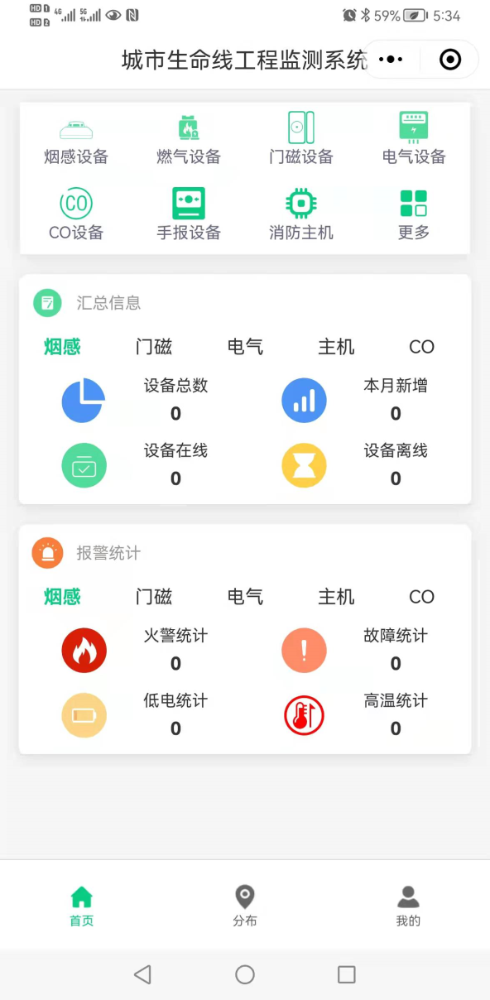 HD 1 4G 5G 59% 5:34
HD 2
城市生命线工程监测系统
烟感设备 燃气设备 门磁设备 电气设备
CO
CO设备 手报设备 消防主机 更多
汇总信息
烟感 门磁 电气 主机 CO
设备总数 本月新增
0 0
设备在线 设备离线
0 0
报警统计
烟感 门磁 电气 主机 CO
火警统计 故障统计
0 0
低电统计 高温统计
0 0
首页 分布 我的